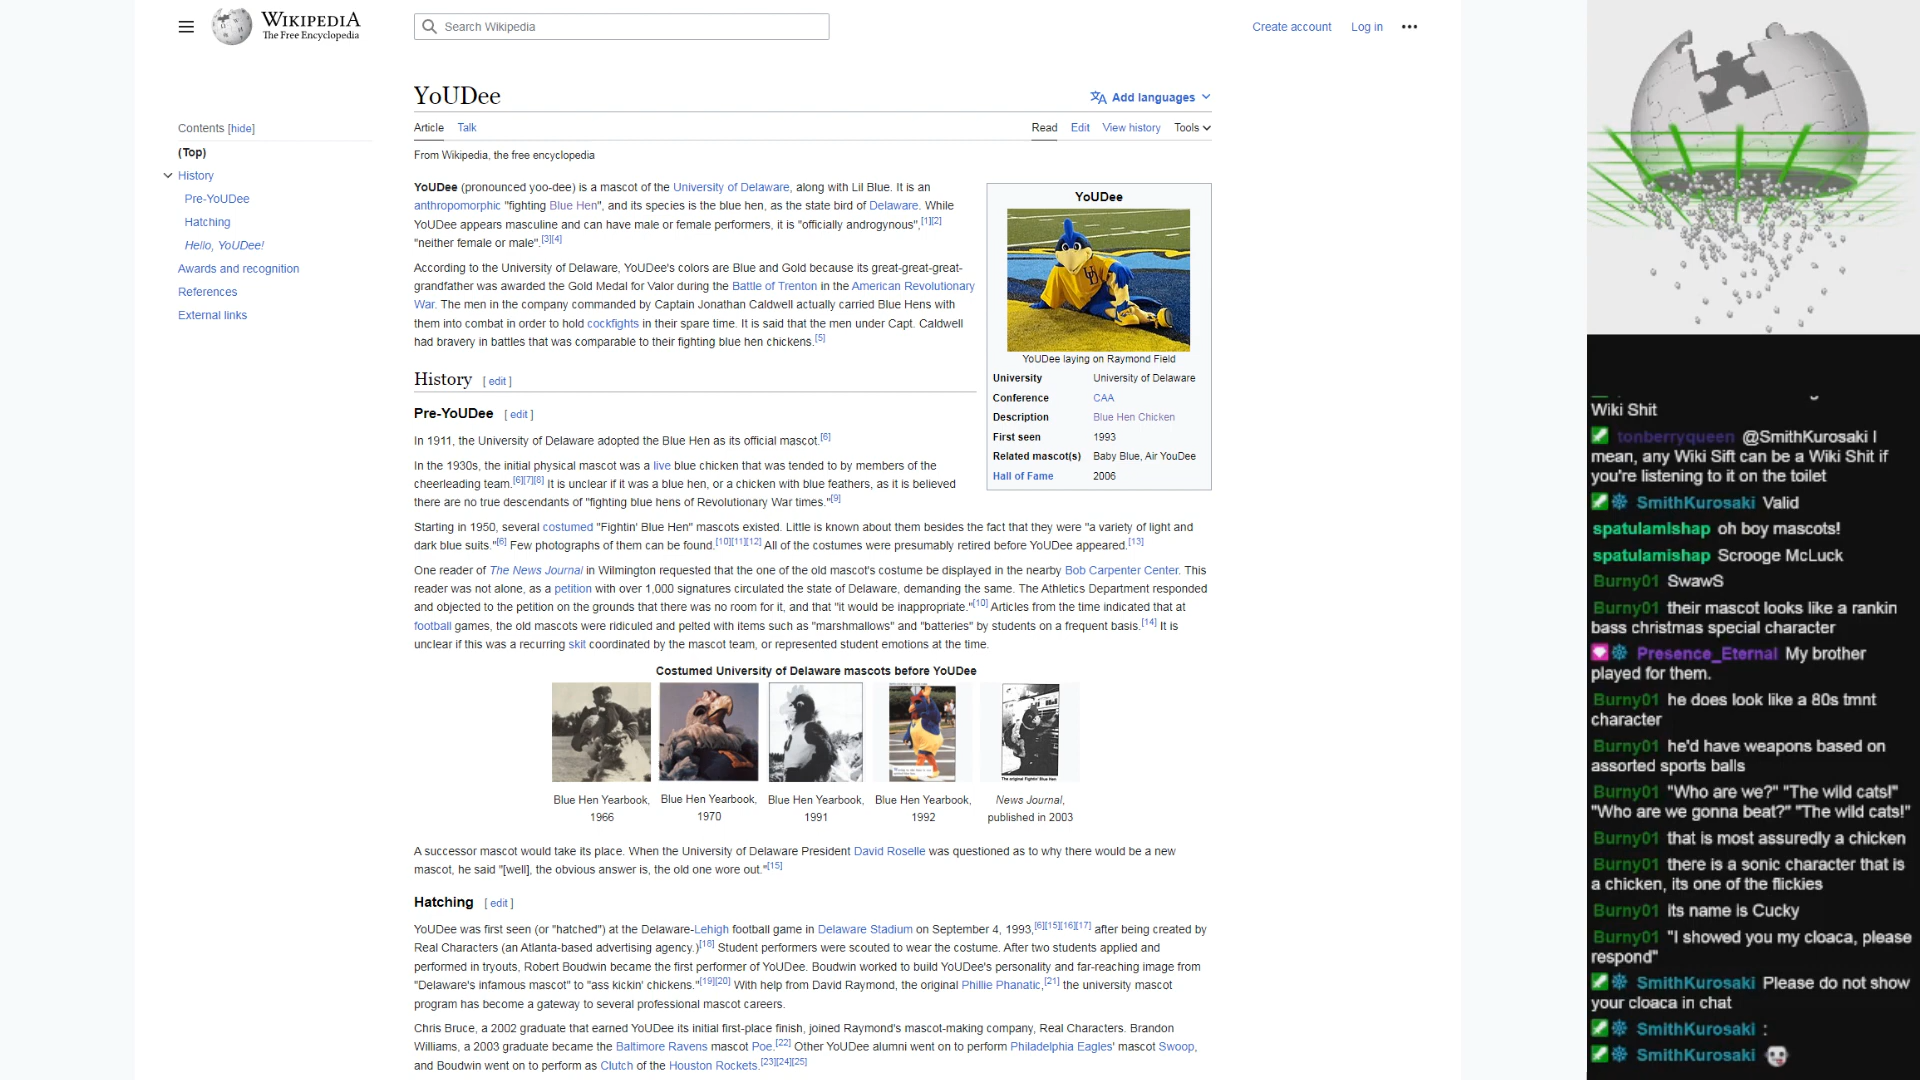 WIKIPEDIA
The Free Encyclopedia
Search Wikipedia
Create account
Log in
Contents [hide]
(Top)
History
Pre-YoUDee
Hatching
Hello, YoUDee!
Awards and recognition
References
External links
YoUDee
Add languages
Article
Talk
Read
Edit
View history
Tools
From Wikipedia, the free encyclopedia
YoUDee (pronounced yoo-dee) is a mascot of the University of Delaware, along with Lil Blue. It is an
anthropomorphic "fighting Blue Hen", and its species is the blue hen, as the state bird of Delaware. While
YoUDee appears masculine and can have male or female performers, it is "officially androgynous",[1][2]
"neither female or male".[3][4]
According to the University of Delaware, YoUDee's colors are Blue and Gold because its great-great-great-
grandfather was awarded the Gold Medal for Valor during the Battle of Trenton in the American Revolutionary
War. The men in the company commanded by Captain Jonathan Caldwell actually carried Blue Hens with
them into combat in order to hold cockfights in their spare time. It is said that the men under Capt. Caldwell
had bravery in battles that was comparable to their fighting blue hen chickens.[5]
YoUDee
UD
YoUDee laying on Raymond Field
University University of Delaware
Conference CAA
Description Blue Hen Chicken
First seen 1993
Related mascot(s) Baby Blue, Air YouDee
Hall of Fame 2006
History [ edit ]
Pre-YoUDee [ edit ]
In 1911, the University of Delaware adopted the Blue Hen as its official mascot.[6]
In the 1930s, the initial physical mascot was a live blue chicken that was tended to by members of the
cheerleading team.[6][7][8] It is unclear if it was a blue hen, or a chicken with blue feathers, as it is believed
there are no true descendants of "fighting blue hens of Revolutionary War times."[9]
Starting in 1950, several costumed "Fightin' Blue Hen" mascots existed. Little is known about them besides the fact that they were "a variety of light and
dark blue suits."[6] Few photographs of them can be found.[10][11][12] All of the costumes were presumably retired before YoUDee appeared.[13]
One reader of The News Journal in Wilmington requested that the one of the old mascot's costume be displayed in the nearby Bob Carpenter Center. This
reader was not alone, as a petition with over 1,000 signatures circulated the state of Delaware, demanding the same. The Athletics Department responded
and objected to the petition on the grounds that there was no room for it, and that "it would be inappropriate."[10] Articles from the time indicated that at
football games, the old mascots were ridiculed and pelted with items such as "marshmallows" and "batteries" by students on a frequent basis.[14] It is
unclear if this was a recurring skit coordinated by the mascot team, or represented student emotions at the time.
Costumed University of Delaware mascots before YoUDee
The original Fightin' Blue Hen
Blue Hen Yearbook,
1966
Blue Hen Yearbook,
1970
Blue Hen Yearbook,
1991
Blue Hen Yearbook,
1992
News Journal,
published in 2003
A successor mascot would take its place. When the University of Delaware President David Roselle was questioned as to why there would be a new
mascot, he said "[well], the obvious answer is, the old one wore out."[15]
Hatching [ edit ]
YoUDee was first seen (or "hatched") at the Delaware-Lehigh football game in Delaware Stadium on September 4, 1993,[6][15][16][17] after being created by
Real Characters (an Atlanta-based advertising agency.)[18] Student performers were scouted to wear the costume. After two students applied and
performed in tryouts, Robert Boudwin became the first performer of YoUDee. Boudwin worked to build YoUDee's personality and far-reaching image from
"Delaware's infamous mascot" to "ass kickin' chickens."[19][20] With help from David Raymond, the original Phillie Phanatic,[21] the university mascot
program has become a gateway to several professional mascot careers.
Chris Bruce, a 2002 graduate that earned YoUDee its initial first-place finish, joined Raymond's mascot-making company, Real Characters. Brandon
Williams, a 2003 graduate became the Baltimore Ravens mascot Poe.[22] Other YoUDee alumni went on to perform Philadelphia Eagles' mascot Swoop,
and Boudwin went on to perform as Clutch of the Houston Rockets.[23][24][25]
Wiki Shit
tonberryqueen @SmithKurosaki I
mean, any Wiki Sift can be a Wiki Shit if
you're listening to it on the toilet
SmithKurosaki Valid
spatulamishap oh boy mascots!
spatulamishap Scrooge McLuck
Burny01 SwawS
Burny01 their mascot looks like a rankin
bass christmas special character
Presence_Eternal My brother
played for them.
Burny01 he does look like a 80s tmnt
character
Burny01 he'd have weapons based on
assorted sports balls
Burny01 "Who are we?" "The wild cats!"
"Who are we gonna beat?" "The wild cats!"
Burny01 that is most assuredly a chicken
Burny01 there is a sonic character that is
a chicken, its one of the flickies
Burny01 its name is Cucky
Burny01 "I showed you my cloaca, please
respond"
SmithKurosaki Please do not show
your cloaca in chat
SmithKurosaki :
SmithKurosaki